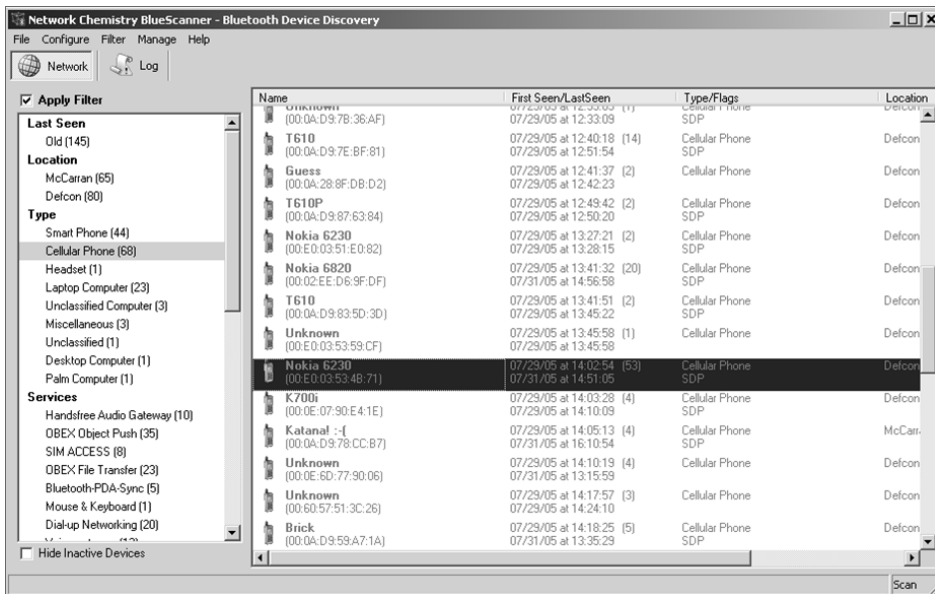 Network Chemistry BlueScanner - Bluetooth Device Discovery
File Configure Filter Manage Help
Network Log
Apply Filter
Last Seen
Old (145)
Location
McCarran (65)
Defcon (80)
Type
Smart Phone (44)
Cellular Phone (68)
Headset (1)
Laptop Computer (23)
Unclassified Computer (3)
Miscellaneous (3)
Unclassified (1)
Desktop Computer (1)
Palm Computer (1)
Services
Handsfree Audio Gateway (10)
OBEX Object Push (35)
SIM ACCESS (8)
OBEX File Transfer (23)
Bluetooth-PDA-Sync (5)
Mouse & Keyboard (1)
Dial-up Networking (20)
Hide Inactive Devices
Name First Seen/LastSeen Type/Flags Location
Unknown 07/29/05 at 12:33:09 (1) Cellular Phone Defcon
(00:0A:D9:7B:36:AF) 07/29/05 at 12:33:09 SDP
T610 07/29/05 at 12:40:18 (14) Cellular Phone Defcon
(00:0A:D9:7E:BF:81) 07/29/05 at 12:51:54 SDP
Guess 07/29/05 at 12:41:37 (2) Cellular Phone Defcon
(00:0A:28:8F:DB:D2) 07/29/05 at 12:42:23
T610P 07/29/05 at 12:49:42 (2) Cellular Phone Defcon
(00:0A:D9:87:63:84) 07/29/05 at 12:50:20 SDP
Nokia 6230 07/29/05 at 13:27:21 (2) Cellular Phone Defcon
(00:E0:03:51:E0:82) 07/29/05 at 13:28:15 SDP
Nokia 6820 07/29/05 at 13:41:32 (20) Cellular Phone Defcon
(00:02:EE:D6:9F:DF) 07/31/05 at 14:56:58 SDP
T610 07/29/05 at 13:41:51 (2) Cellular Phone Defcon
(00:0A:D9:83:5D:3D) 07/29/05 at 13:45:22 SDP
Unknown 07/29/05 at 13:45:58 (1) Cellular Phone Defcon
(00:E0:03:53:59:CF) 07/29/05 at 13:45:58
Nokia 6230 07/29/05 at 14:02:54 (53) Cellular Phone Defcon
(00:E0:03:53:4B:71) 07/31/05 at 14:51:05 SDP
K700i 07/29/05 at 14:03:28 (4) Cellular Phone Defcon
(00:0E:07:90:E4:1E) 07/29/05 at 14:10:09 SDP
Katana! :-{ 07/29/05 at 14:05:13 (4) Cellular Phone McCarr
(00:0A:D9:78:CC:B7) 07/31/05 at 16:10:54 SDP
Unknown 07/29/05 at 14:10:19 (4) Cellular Phone Defcon
(00:0E:6D:77:90:06) 07/31/05 at 13:15:59
Unknown 07/29/05 at 14:17:57 (3) Cellular Phone Defcon
(00:60:57:51:3C:26) 07/29/05 at 14:24:10
Brick 07/29/05 at 14:18:25 (5) Cellular Phone Defcon
(00:0A:D9:59:A7:1A) 07/31/05 at 13:35:29 SDP
Scan